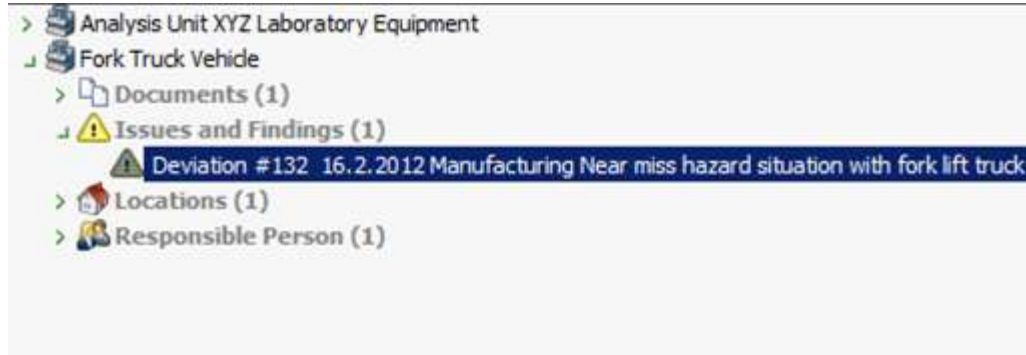 Analysis Unit XYZ Laboratory Equipment
Fork Truck Vehicle
Documents (1)
Issues and Findings (1)
Deviation #132 16.2.2012 Manufacturing Near miss hazard situation with fork lift truck
Locations (1)
Responsible Person (1)